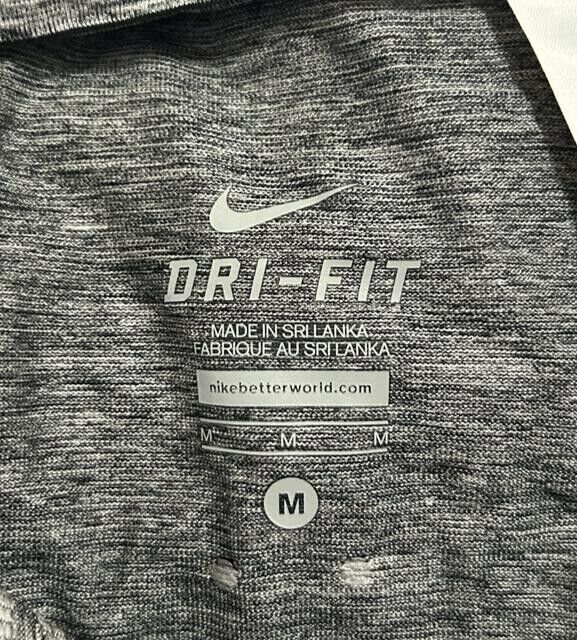 DRI-FIT
MADE IN SRI LANKA
FABRIQUE AU SRI LANKA
nikebetterworld.com
M M M
M